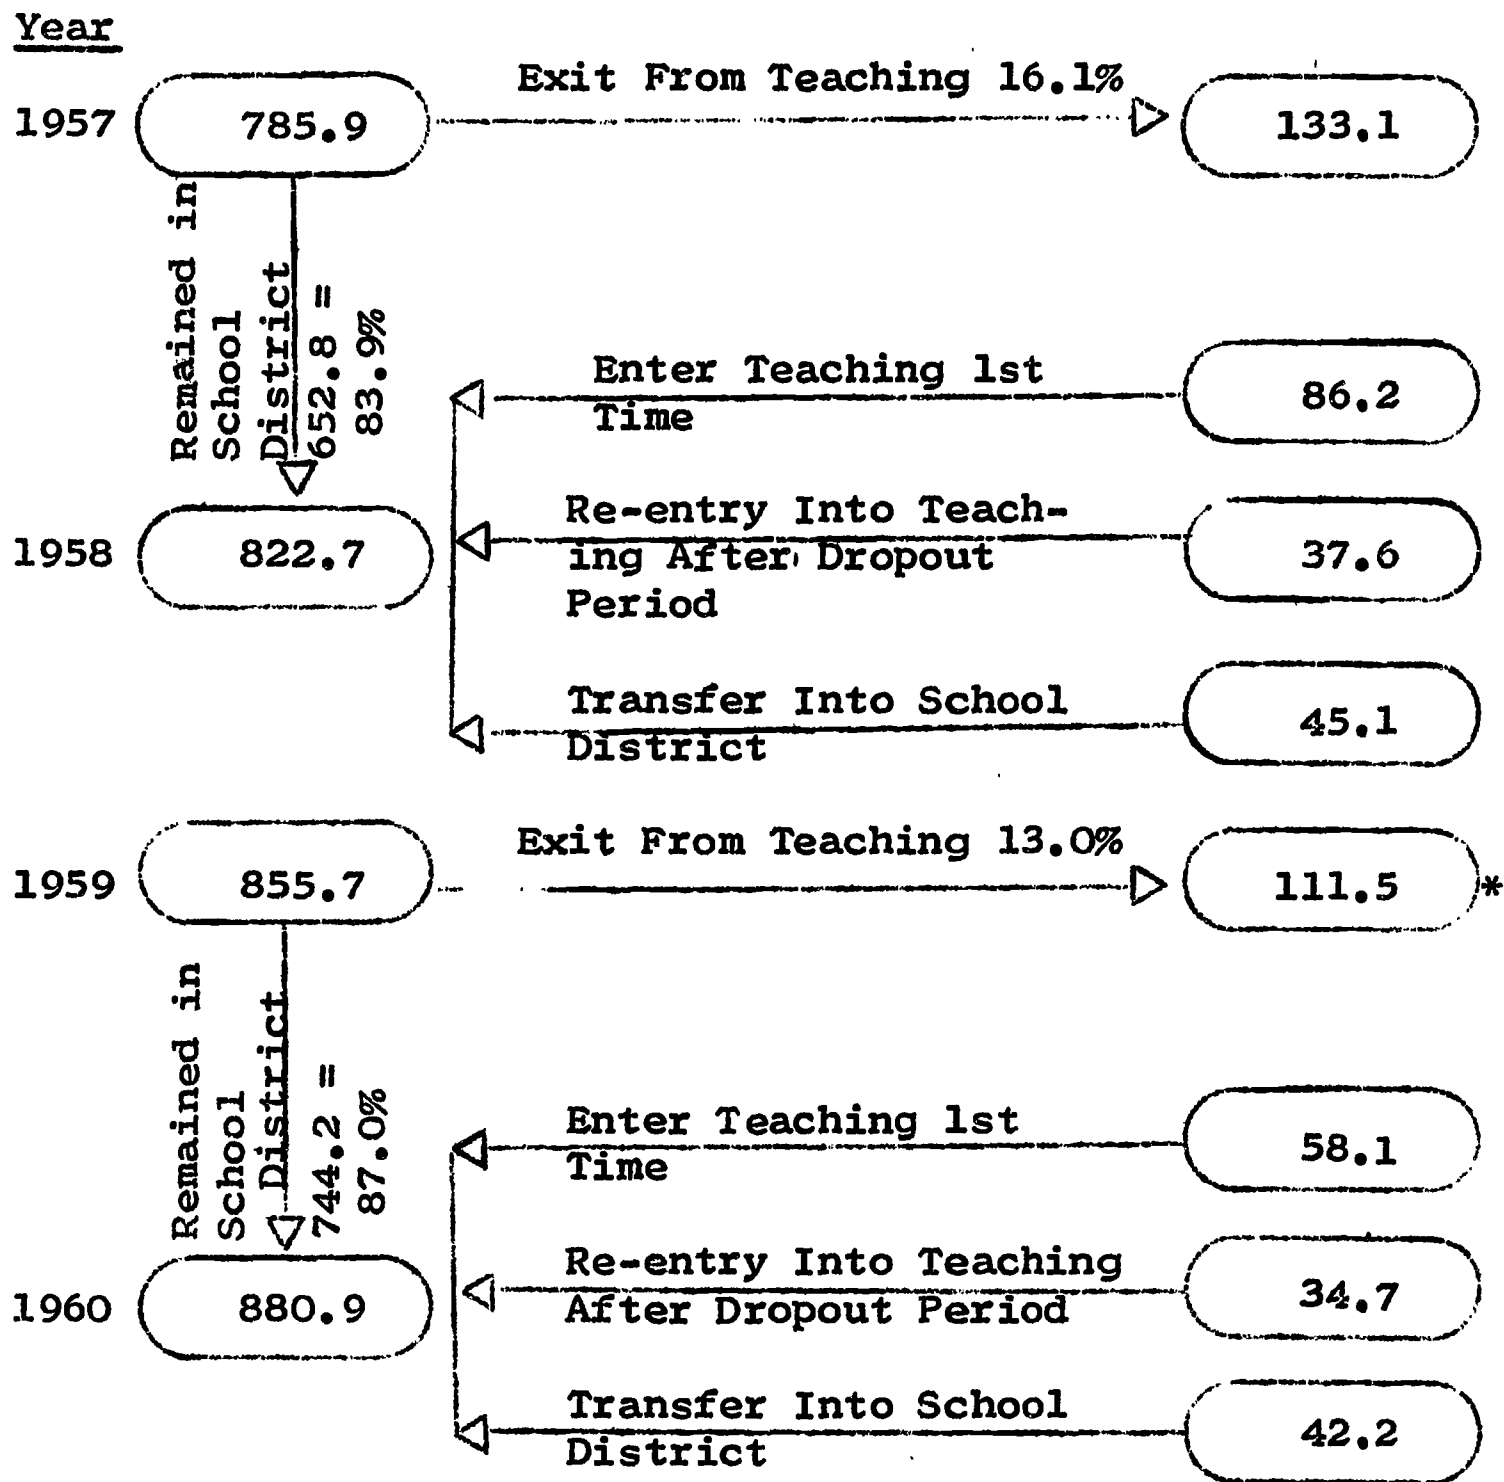 Year
1957
785.9
Exit From Teaching 16.1%
133.1
Remained in
School
District
652.8 =
83.9%
Enter Teaching 1st
Time
86.2
1958
822.7
Re-entry Into Teach-
ing After Dropout
Period
37.6
Transfer Into School
District
45.1
1959
855.7
Exit From Teaching 13.0%
111.5*
Remained in
School
District
744.2 =
87.0%
Enter Teaching 1st
Time
58.1
1960
880.9
Re-entry Into Teaching
After Dropout Period
34.7
Transfer Into School
District
42.2